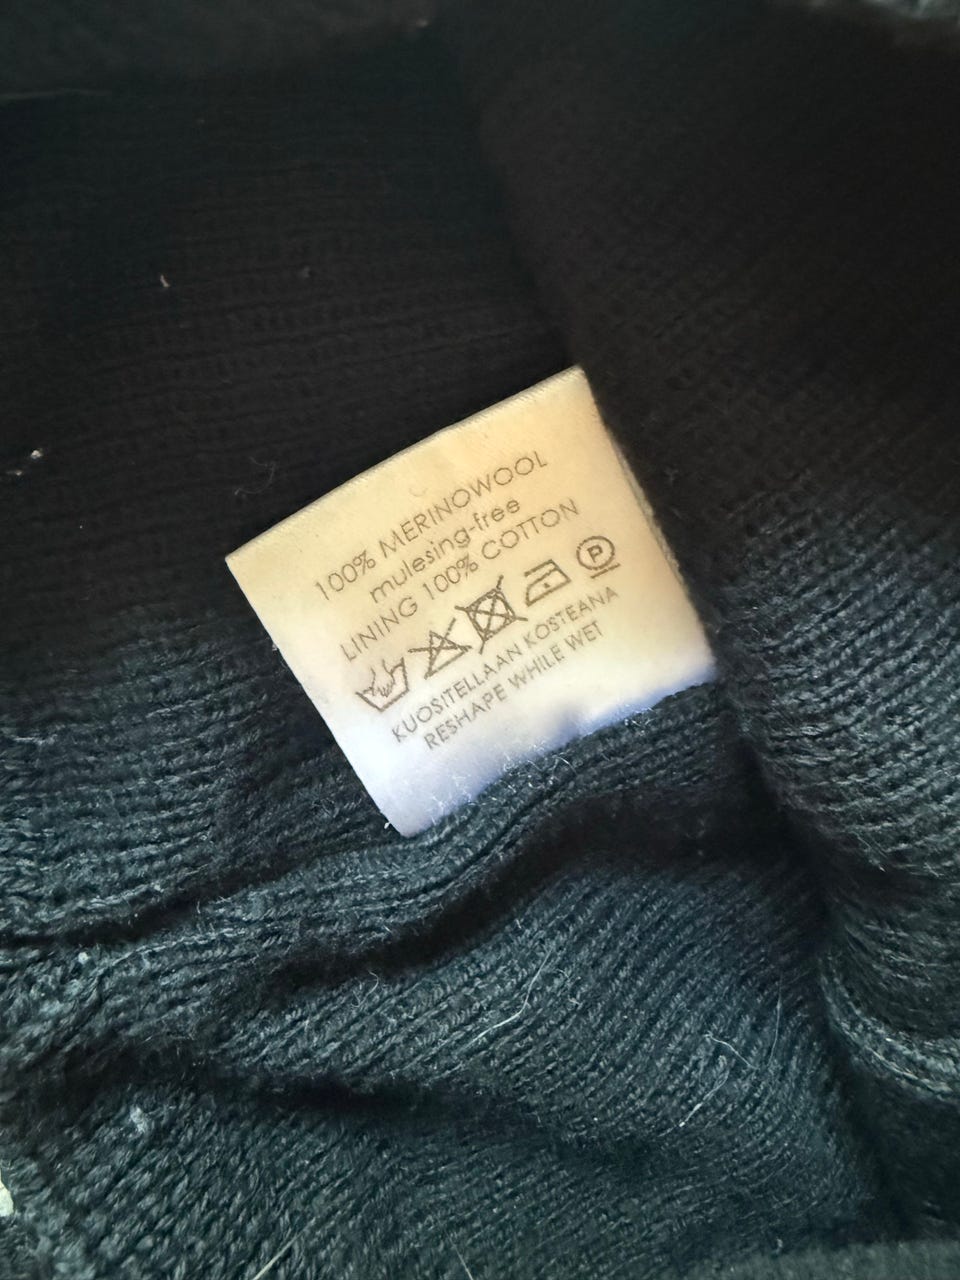 100% MERINOWOOL
mulesing-free
LINING 100% COTTON
P
KUOSITELLAAN KOSTEANA
RESHAPE WHILE WET